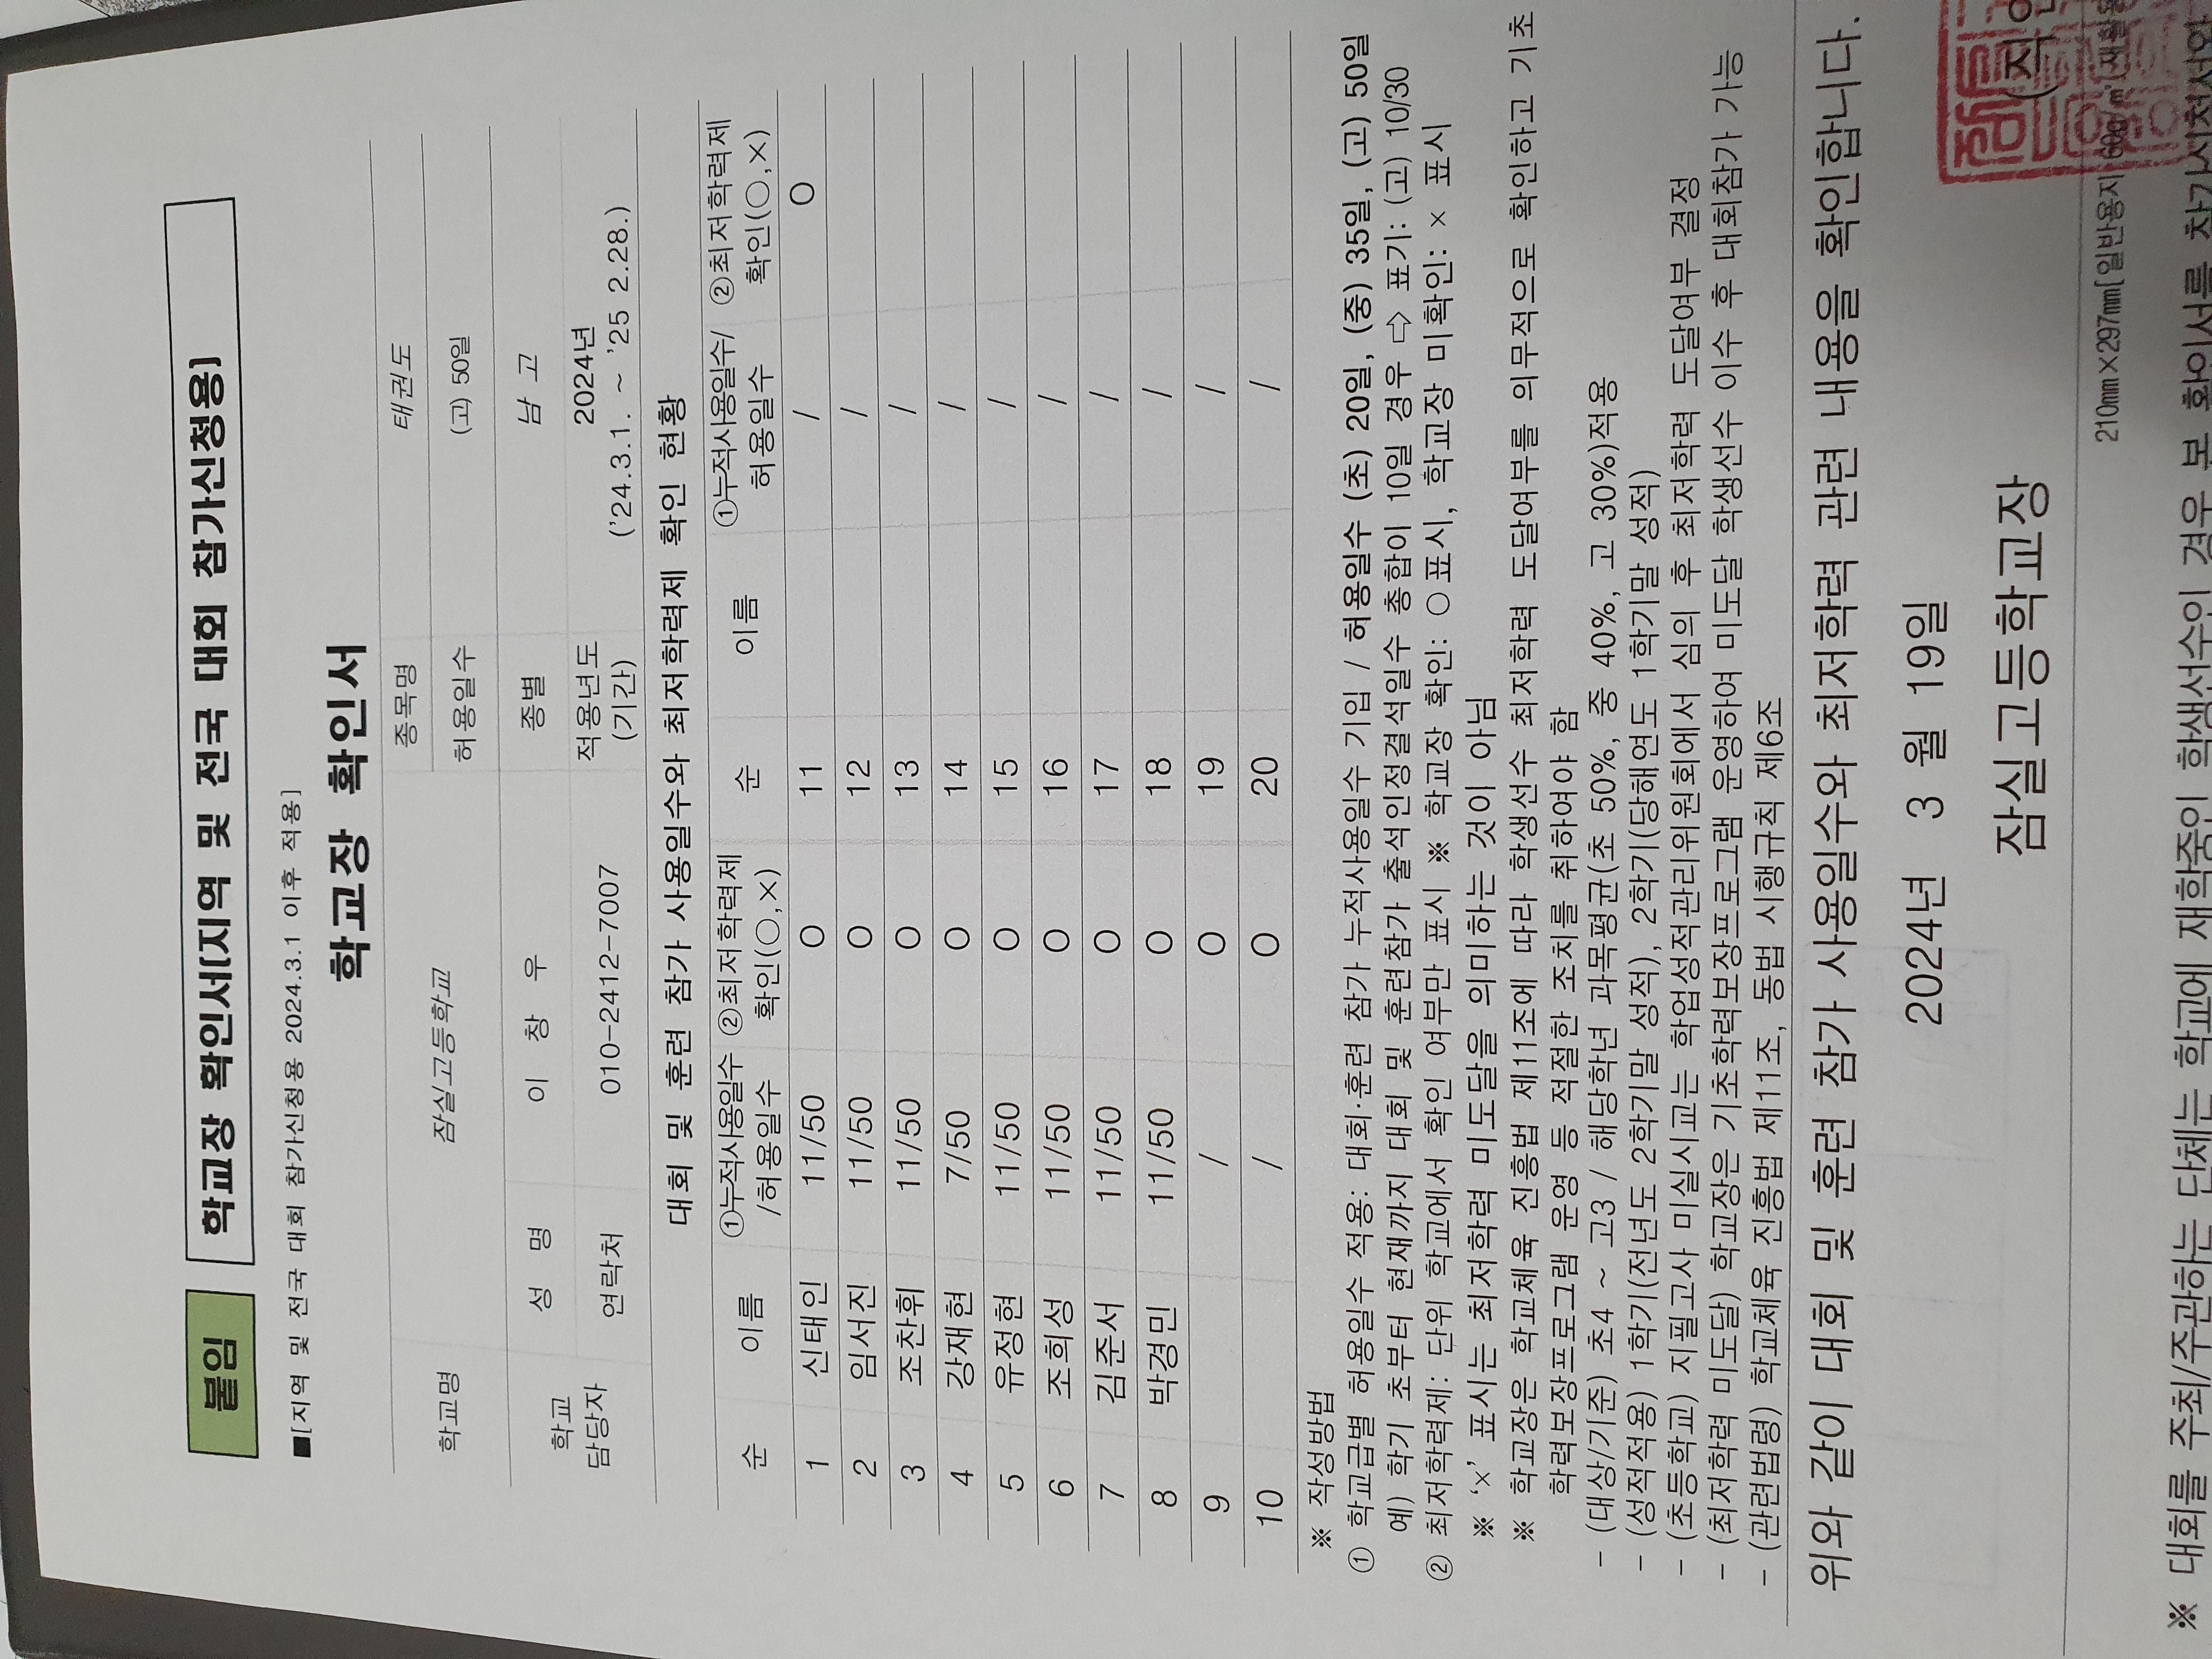 붙임
학교장 확인서(지역 및 전국 대회 참가신청용)
■[지역 및 전국 대회 참가신청용 2024.3.1 이후 적용]
학교장 확인서
학교명 잠실고등학교 종목명 태권도
허용일수 (고) 50일
학교 담당자 성 명 이 창 우 종별 남 고
연락처 010-2412-7007 적용년도 (기간) 2024년 ('24.3.1. ~ '25 2.28.)
대회 및 훈련 참가 사용일수와 최저학력제 확인 현황
순 이름 ①누적사용일수/허용일수 ②최저학력제 확인(○,×) 순 이름 ①누적사용일수/허용일수 ②최저학력제 확인(○,×)
1 신태인 11/50 O 11 / O
2 임서진 11/50 O 12 /
3 조찬휘 11/50 O 13 /
4 강재현 7/50 O 14 /
5 유정현 11/50 O 15 /
6 조희성 11/50 O 16 /
7 김준서 11/50 O 17 /
8 박경민 11/50 O 18 /
9 / O 19 /
10 / O 20 /
※ 작성방법
① 학교급별 허용일수 적용: 대회·훈련 참가 누적사용일수 기입 / 허용일수 (초) 20일, (중) 35일, (고) 50일
예) 학기 초부터 현재까지 대회 및 훈련참가 출석인정결석일수 총합이 10일 경우 ⇨ 표기: (고) 10/30
② 최저학력제: 단위 학교에서 확인 여부만 표시 ※ 학교장 확인: ○ 표시, 학교장 미확인: × 표시
※ '×' 표시는 최저학력 미도달을 의미하는 것이 아님
※ 학교장은 학교체육 진흥법 제11조에 따라 학생선수 최저학력 도달여부를 의무적으로 확인하고 기초
학력보장프로그램 운영 등 적절한 조치를 취하여야 함
- (대상/기준) 초4 ~ 고3 / 해당학년 과목평균(초 50%, 중 40%, 고 30%)적용
- (성적적용) 1학기(전년도 2학기말 성적), 2학기(당해연도 1학기말 성적)
- (초등학교) 지필고사 미실시교는 학업성적관리위원회에서 심의 후 최저학력 도달여부 결정
- (최저학력 미도달) 학교장은 기초학력보장프로그램 운영하여 미도달 학생선수 이수 후 대회참가 가능
- (관련법령) 학교체육 진흥법 제11조, 동법 시행규칙 제6조
위와 같이 대회 및 훈련 참가 사용일수와 최저학력 관련 내용을 확인합니다.
2024년 3 월 19일
잠실고등학교장
(직
210㎜×297㎜[일반용지 60g/㎡(재활용
※ 대회를 주최/주관하는 단체는 학교에 재학중인 학생선수인 경우 본 확인서를 참가신청서와